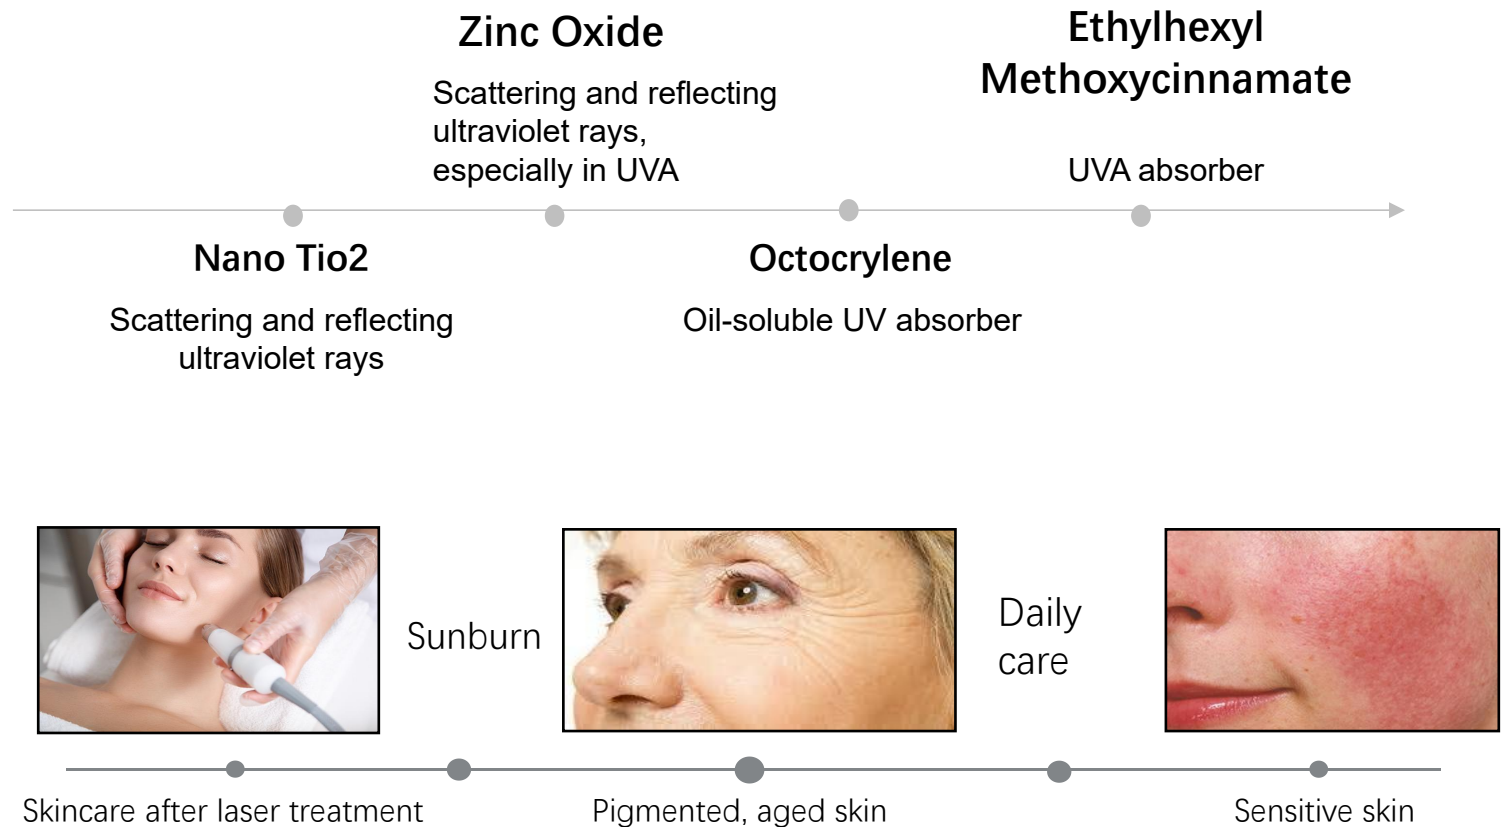 Zinc Oxide
Scattering and reflecting
ultraviolet rays,
especially in UVA
Ethylhexyl
Methoxycinnamate
UVA absorber
Nano Tio2
Scattering and reflecting
ultraviolet rays
Octocrylene
Oil-soluble UV absorber
Sunburn
Daily
care
Skincare after laser treatment
Pigmented, aged skin
Sensitive skin